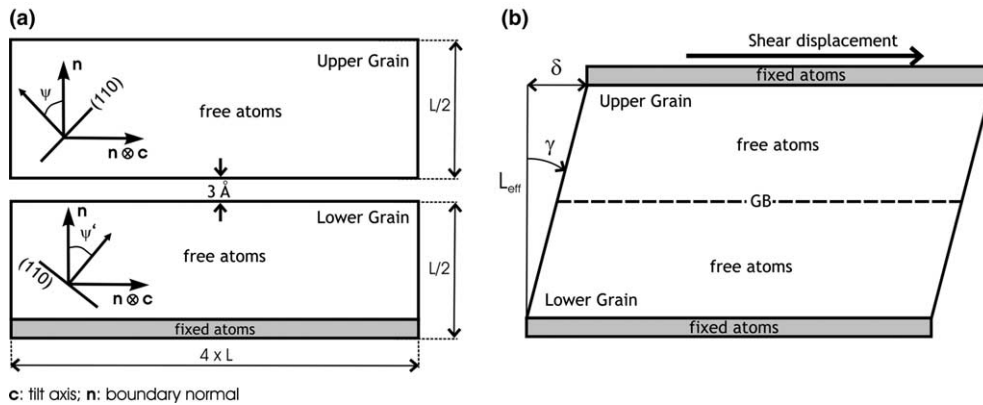 (a)
Upper Grain
n
ψ
(110)
free atoms
n ⊗ c
L/2
3 Å
Lower Grain
n
ψ'
free atoms
(110)
n ⊗ c
L/2
fixed atoms
4 x L
c: tilt axis; n: boundary normal
(b)
Shear displacement
δ
fixed atoms
Upper Grain
γ
free atoms
L eff
GB
free atoms
Lower Grain
fixed atoms